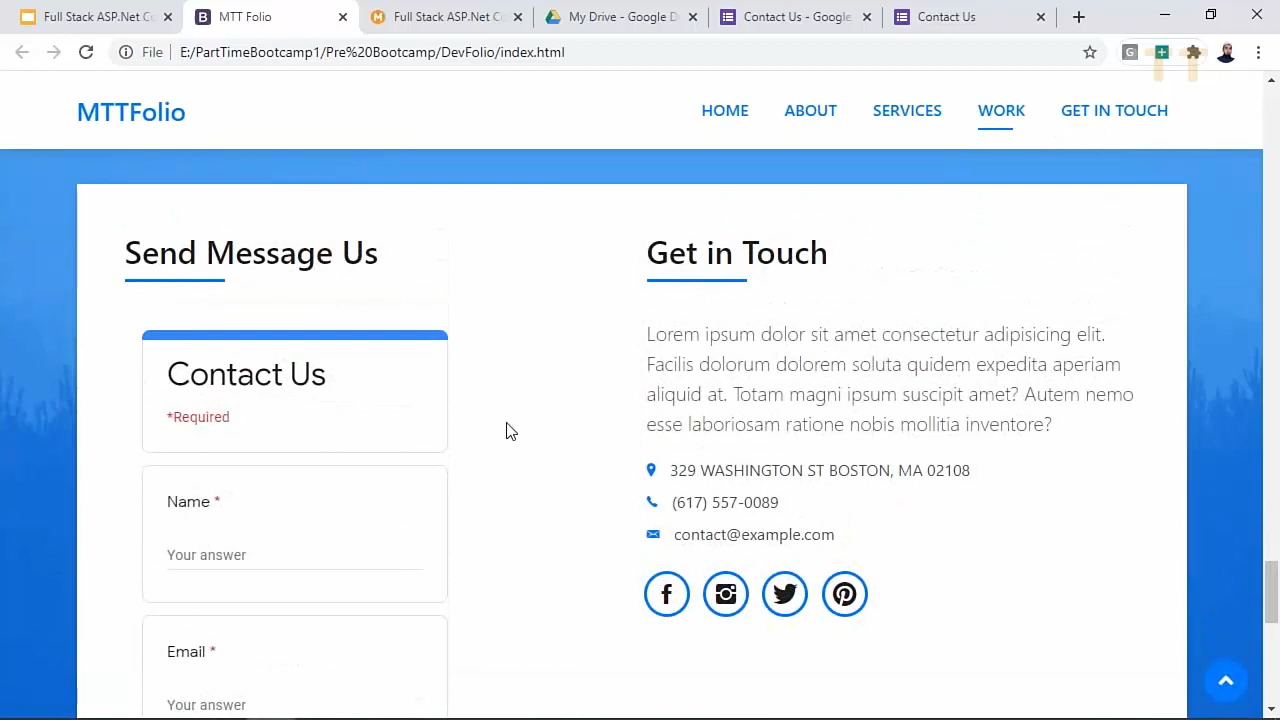 Full Stack ASP.Net Co
MTT Folio
Full Stack ASP.Net Co
My Drive - Google D
Contact Us - Google
Contact Us
File
E:/PartTimeBootcamp1/Pre%20Bootcamp/DevFolio/index.html
MTTFolio
HOME
ABOUT
SERVICES
WORK
GET IN TOUCH
Send Message Us
Contact Us
*Required
Name *
Your answer
Email *
Your answer
Get in Touch
Lorem ipsum dolor sit amet consectetur adipisicing elit.
Facilis dolorum dolorem soluta quidem expedita aperiam
aliquid at. Totam magni ipsum suscipit amet? Autem nemo
esse laboriosam ratione nobis mollitia inventore?
329 WASHINGTON ST BOSTON, MA 02108
(617) 557-0089
contact@example.com